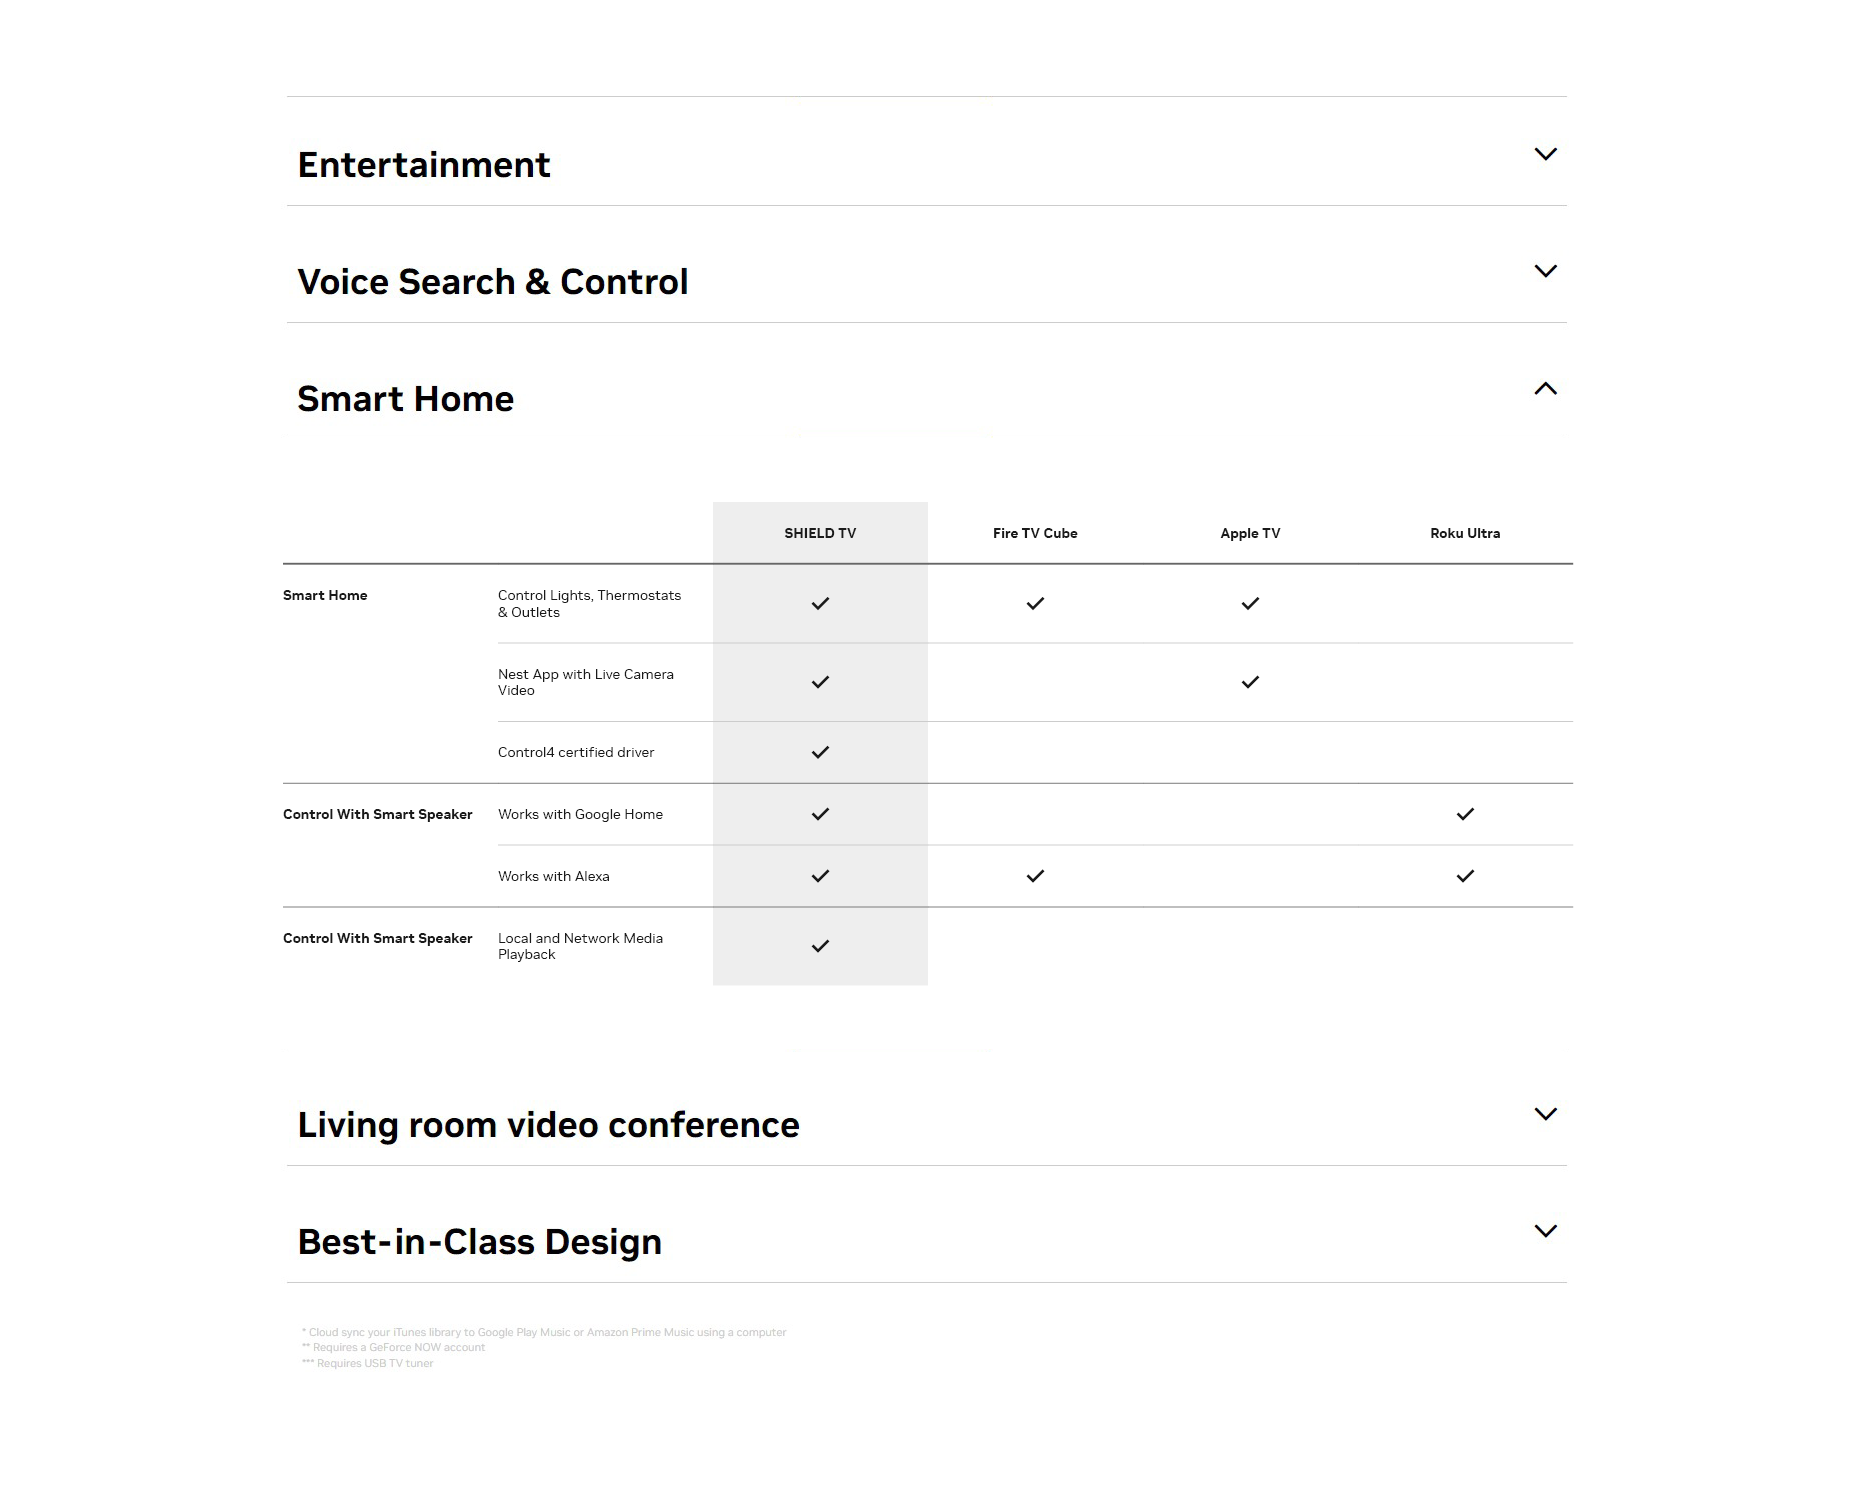 Entertainment
Voice Search & Control
Smart Home
SHIELD TV Fire TV Cube Apple TV Roku Ultra
Smart Home Control Lights, Thermostats
& Outlets
Nest App with Live Camera
Video
Control4 certified driver
Control With Smart Speaker Works with Google Home
Works with Alexa
Control With Smart Speaker Local and Network Media
Playback
Living room video conference
Best-in-Class Design
* Cloud sync your iTunes library to Google Play Music or Amazon Prime Music using a computer
** Requires a GeForce NOW account
*** Requires USB TV tuner